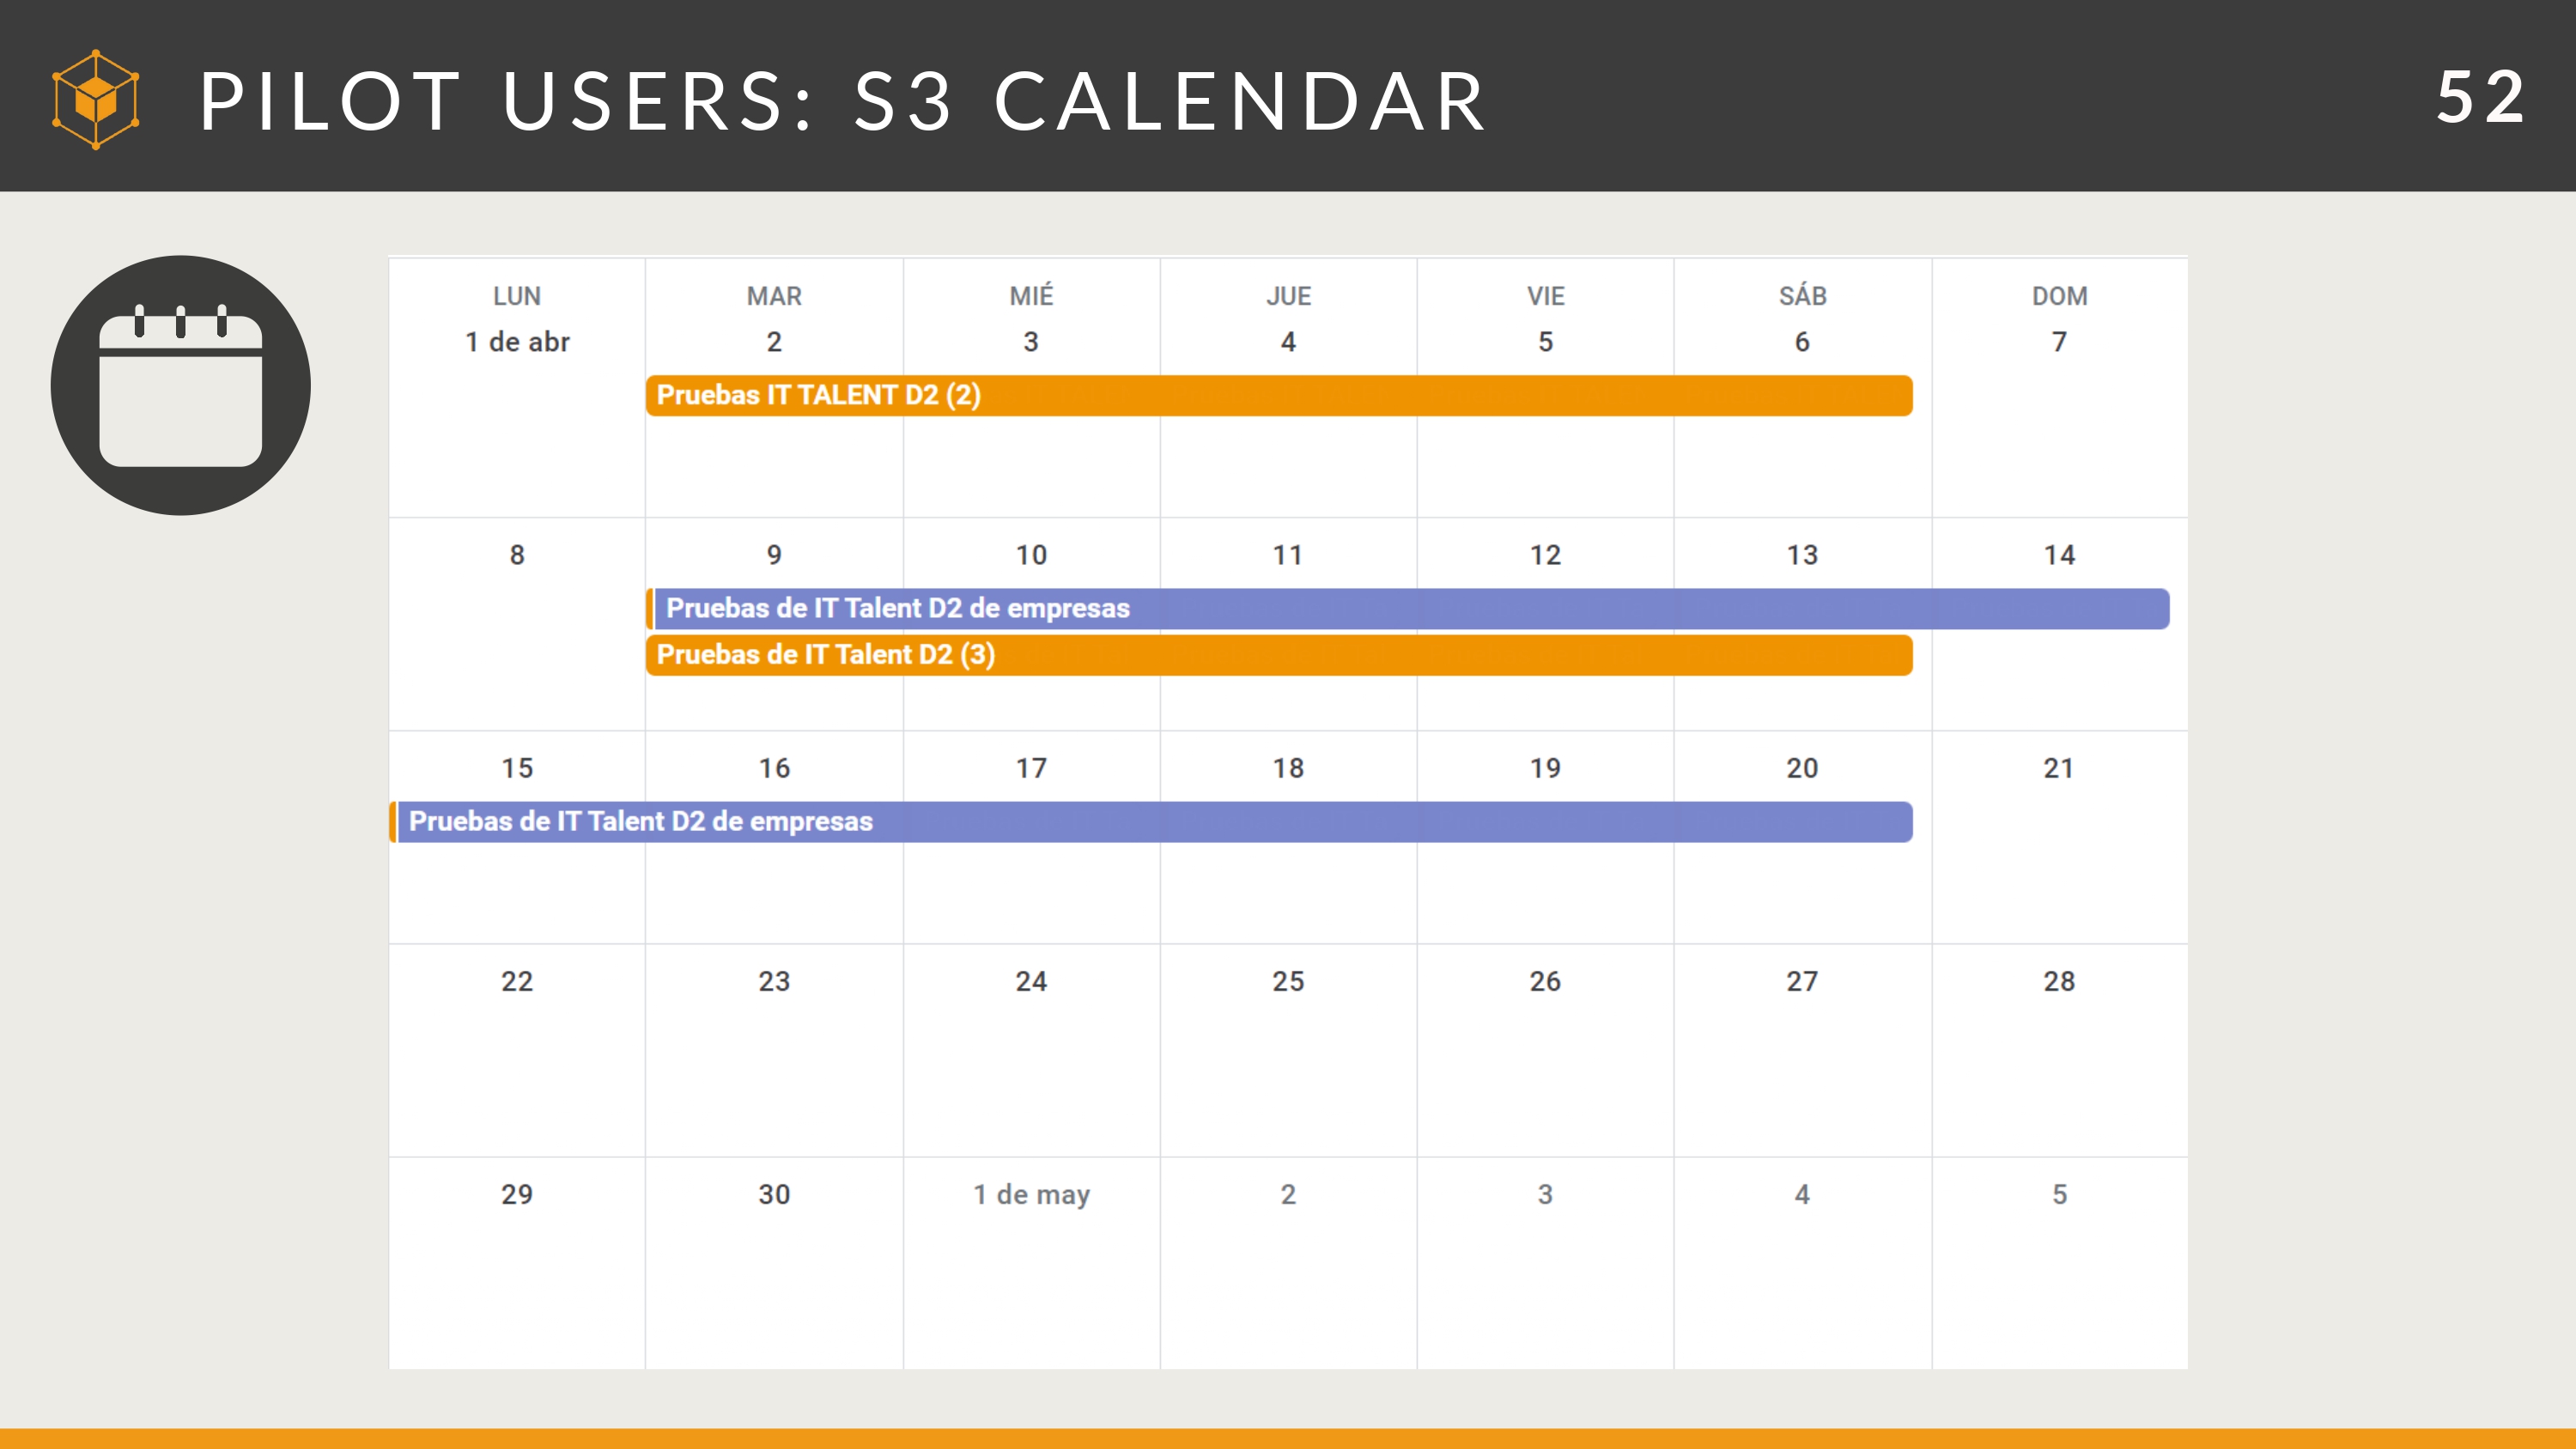 PILOT USERS: S3 CALENDAR
52
LUN MAR MIÉ JUE VIE SÁB DOM
1 de abr 2 3 4 5 6 7
Pruebas IT TALENT D2 (2)
8 9 10 11 12 13 14
Pruebas de IT Talent D2 de empresas
Pruebas de IT Talent D2 (3)
15 16 17 18 19 20 21
Pruebas de IT Talent D2 de empresas
22 23 24 25 26 27 28
29 30 1 de may 2 3 4 5